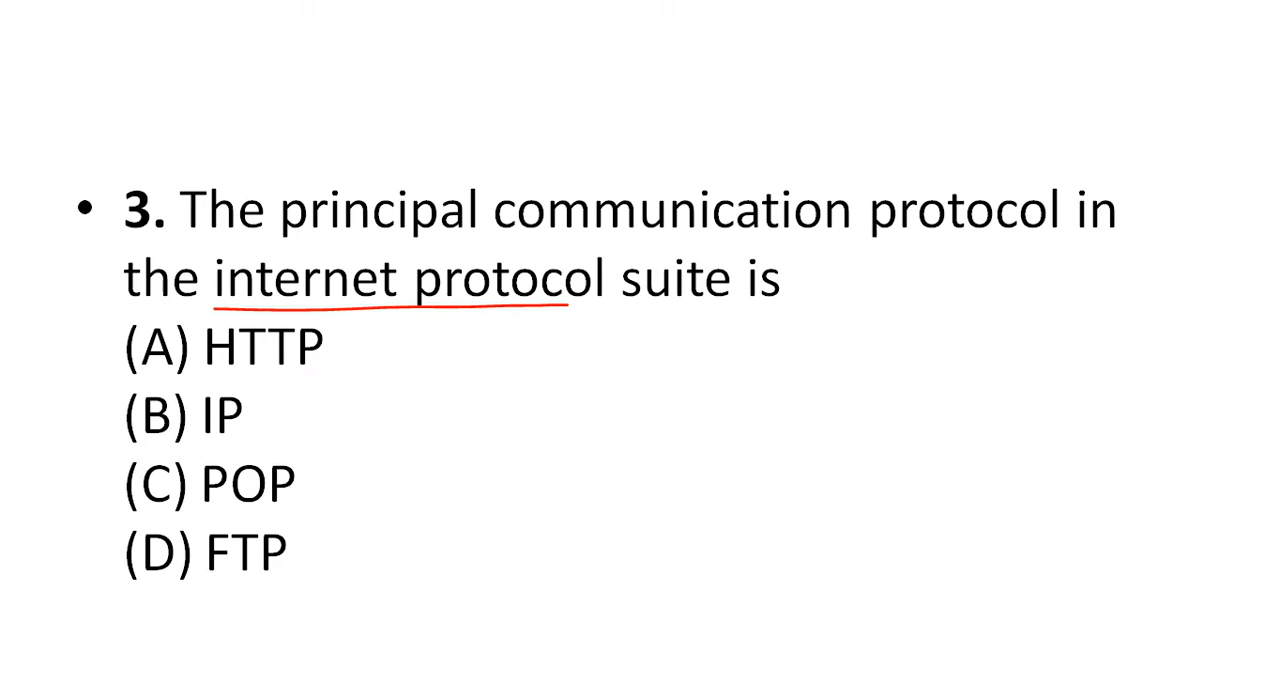 • 3. The principal communication protocol in
the internet protocol suite is
(A) HTTP
(B) IP
(C) POP
(D) FTP